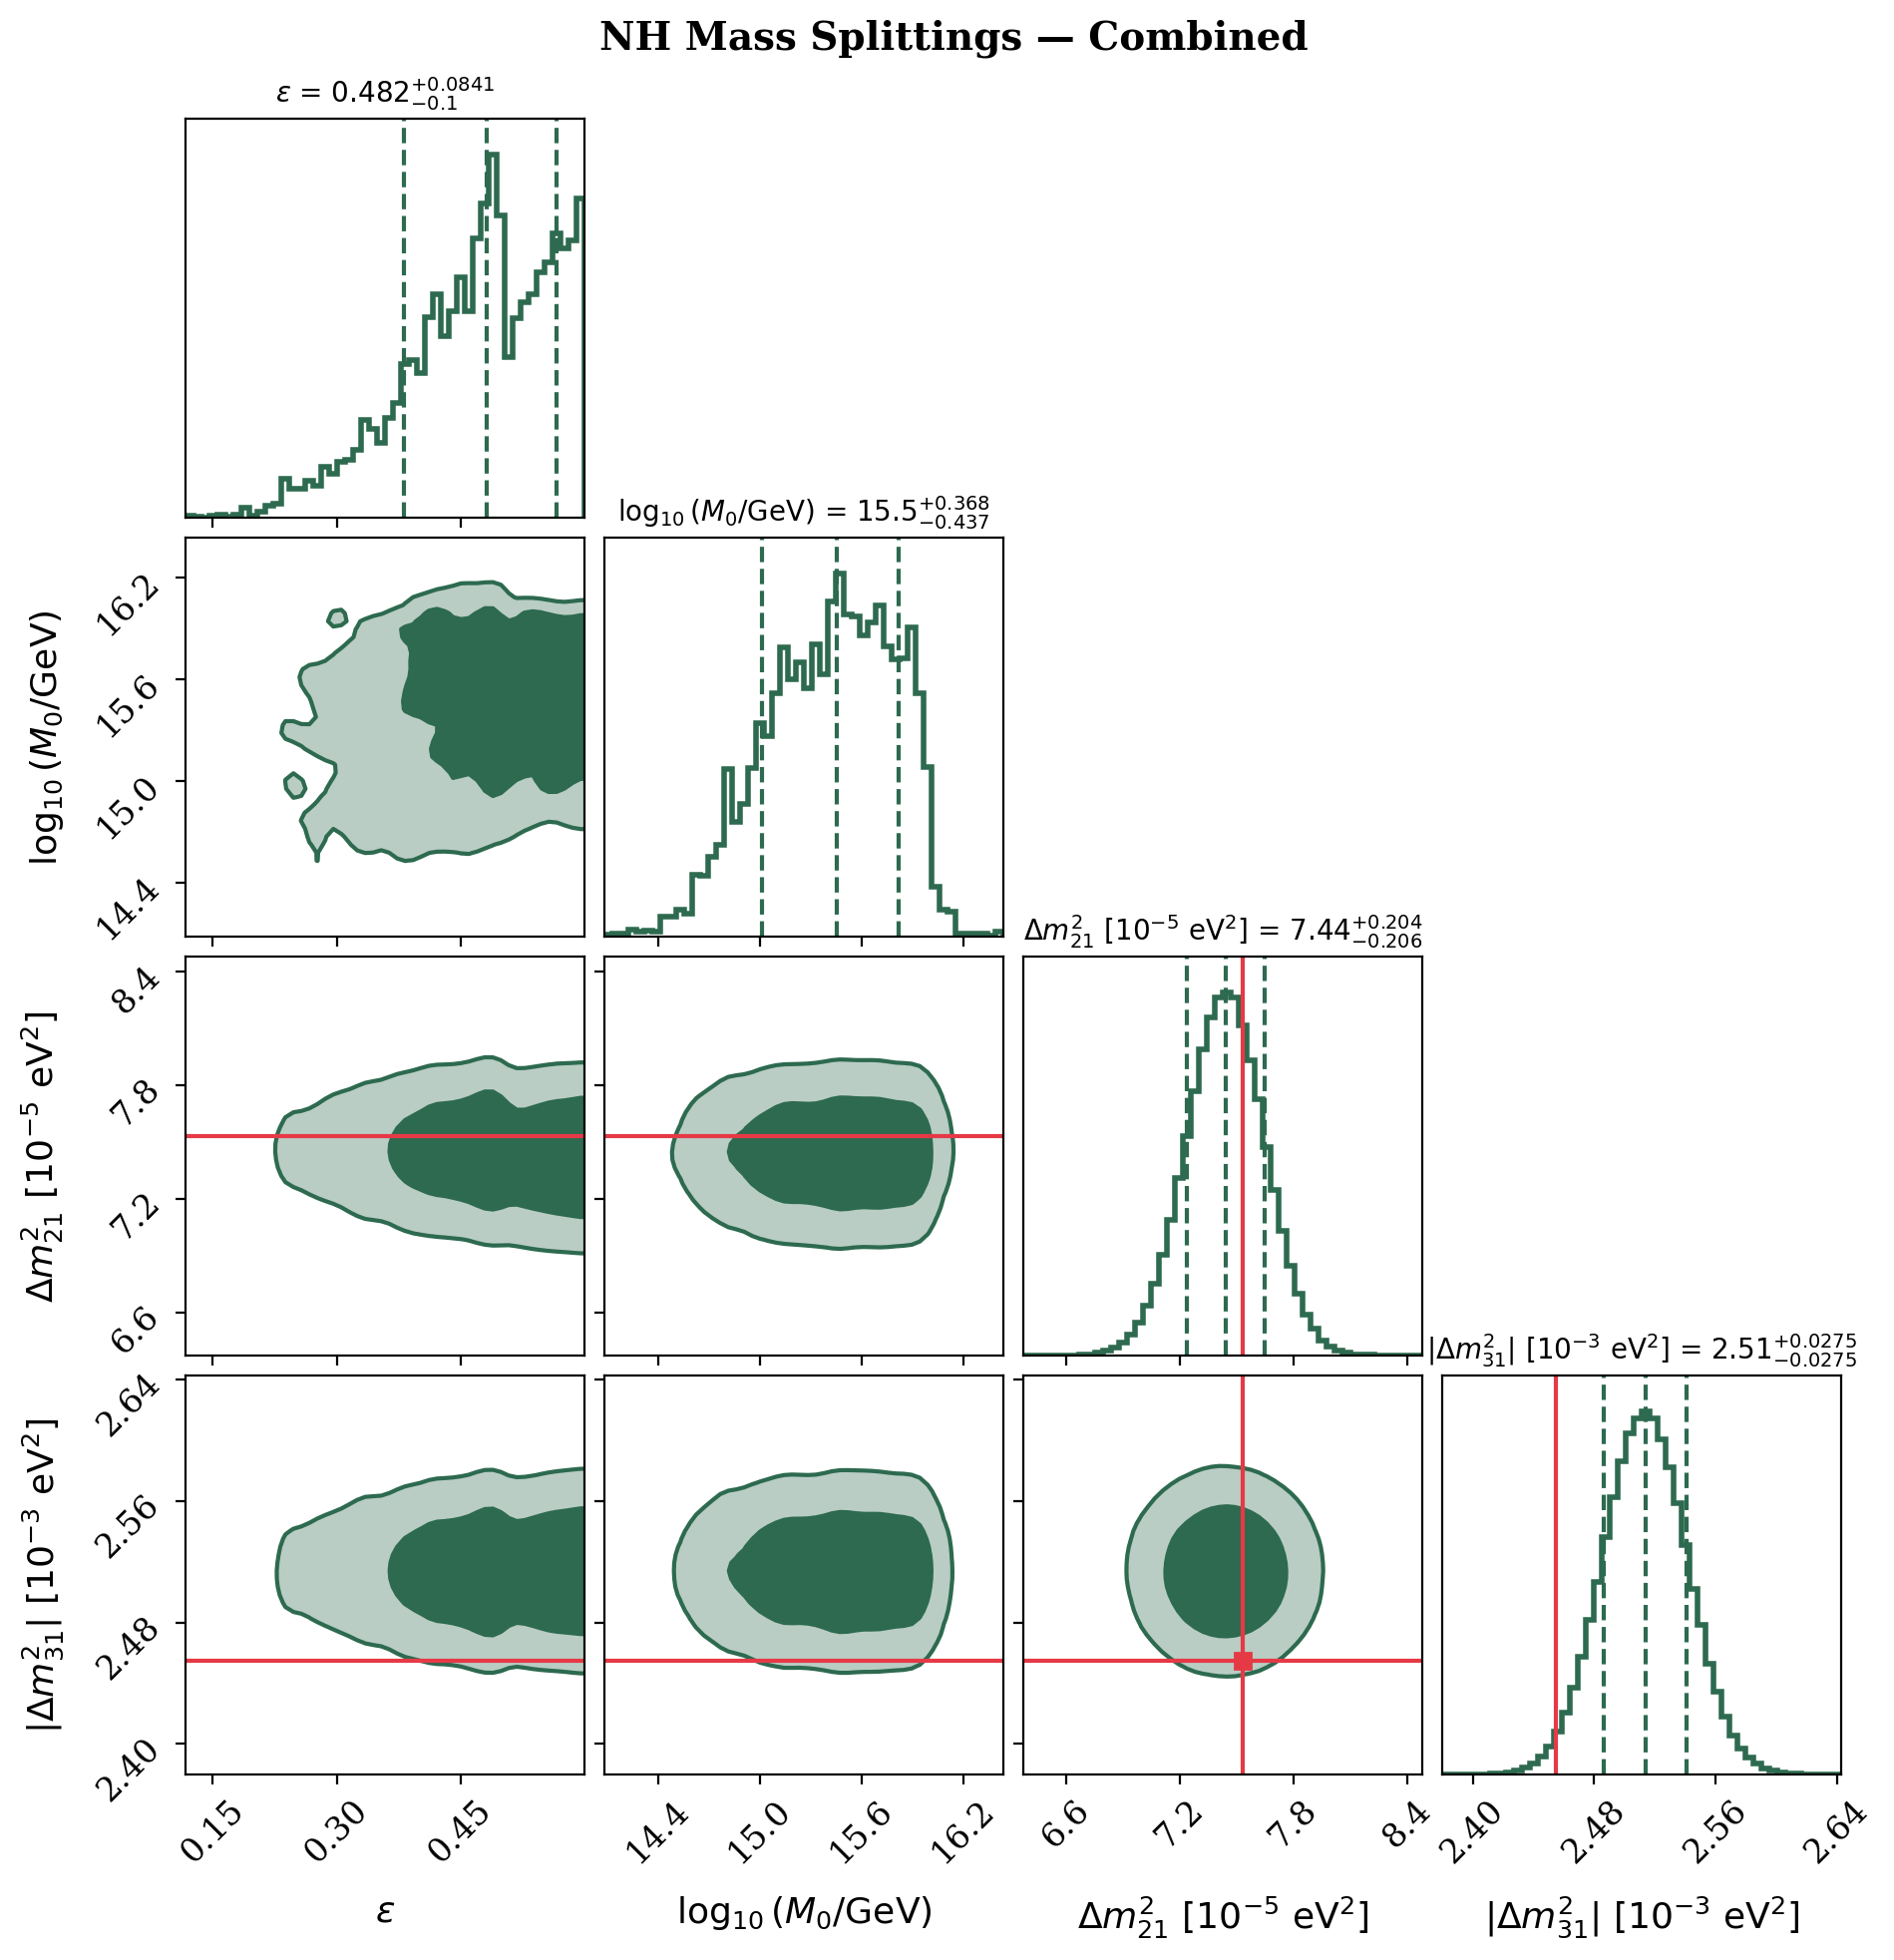 NH Mass Splittings — Combined
ε = 0.482 +0.0841 −0.1
log₁₀(M₀/GeV) = 15.5 +0.368 −0.437
16.2
15.6
15.0
14.4
log₁₀(M₀/GeV)
Δm²₂₁ [10⁻⁵ eV²] = 7.44 +0.204 −0.206
8.4
7.8
7.2
6.6
Δm²₂₁ [10⁻⁵ eV²]
|Δm²₃₁| [10⁻³ eV²] = 2.51 +0.0275 −0.0275
2.64
2.56
2.48
2.40
|Δm²₃₁| [10⁻³ eV²]
0.15 0.30 0.45 14.4 15.0 15.6 16.2 6.6 7.2 7.8 8.4 2.40 2.48 2.56 2.64
ε log₁₀(M₀/GeV) Δm²₂₁ [10⁻⁵ eV²] |Δm²₃₁| [10⁻³ eV²]